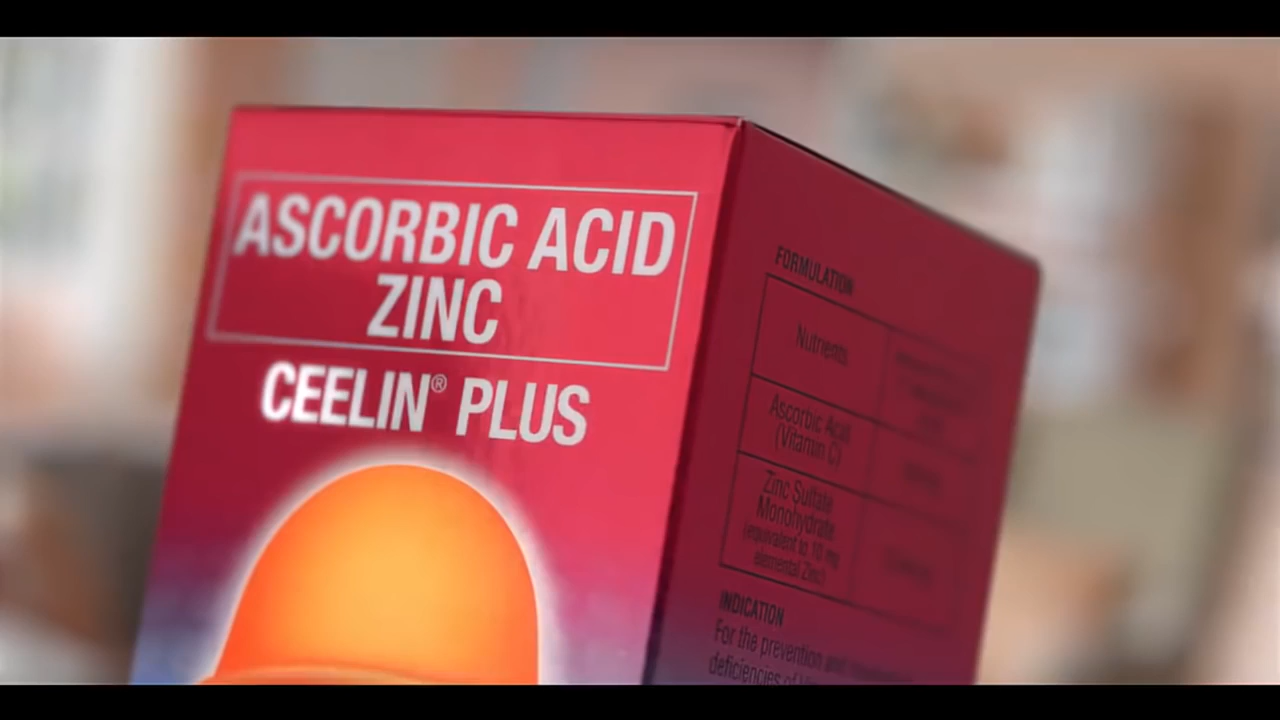 ASCORBIC ACID
ZINC
CEELIN® PLUS
FORMULATION
Nutrients
Ascorbic Acid
(Vitamin C)
Zinc Sulfate
Monohydrate
(equivalent to 10 mg
elemental Zinc)
INDICATION
For the prevention and
deficiencies of